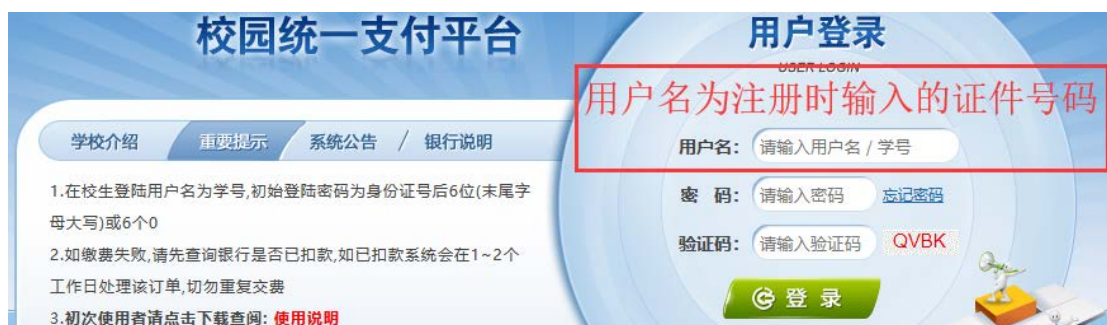 校园统一支付平台
学校介绍
重要提示
系统公告 / 银行说明
1.在校生登陆用户名为学号,初始登陆密码为身份证号后6位(末尾字
母大写)或6个0
2.如缴费失败,请先查询银行是否已扣款,如已扣款系统会在1~2个
工作日处理该订单,切勿重复交费
3.初次使用者请点击下载查阅: 使用说明
用户登录
USER LOGIN
用户名为注册时输入的证件号码
用户名: 请输入用户名 / 学号
密 码: 请输入密码 忘记密码
验证码: 请输入验证码 QVBK
登 录